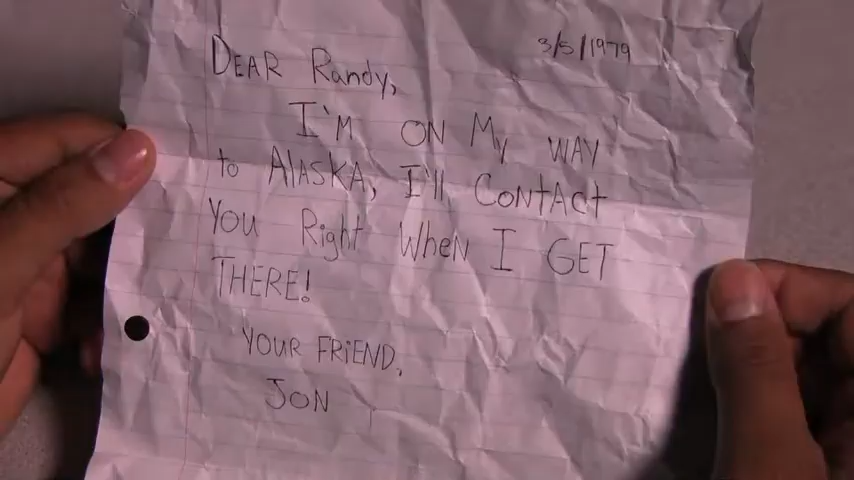 3/5/1979
DEAR Randy,
I'M ON My WAY
to ALASKA, I'll CONTACt
YOU Right WheN I GET
THERE!
YOUR FRiEND,
JON